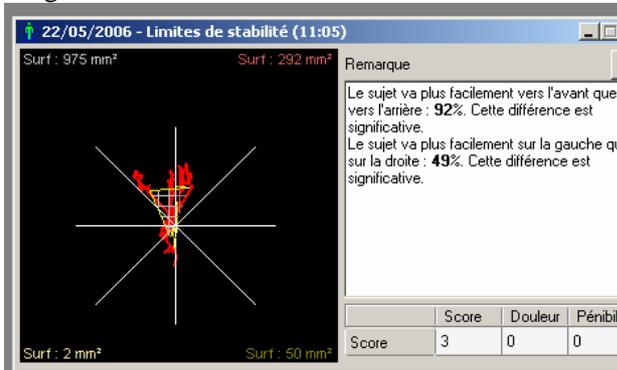 22/05/2006 - Limites de stabilité (11:05)
Surf : 975 mm²
Surf : 292 mm²
Surf : 2 mm²
Surf : 50 mm²
Remarque
Le sujet va plus facilement vers l'avant que
vers l'arrière : 92%. Cette différence est
significative.
Le sujet va plus facilement sur la gauche qu
sur la droite : 49%. Cette différence est
significative.
Score Douleur Pénibil
Score 3 0 0